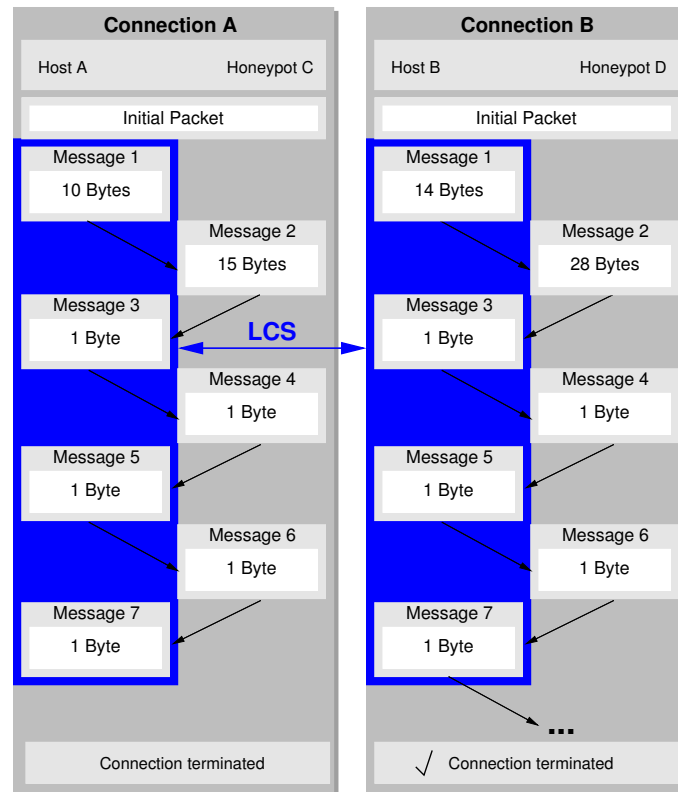 Connection A
Host A
Honeypot C
Initial Packet
Message 1
10 Bytes
Message 2
15 Bytes
Message 3
1 Byte
Message 4
1 Byte
Message 5
1 Byte
Message 6
1 Byte
Message 7
1 Byte
Connection terminated
LCS
Connection B
Host B
Honeypot D
Initial Packet
Message 1
14 Bytes
Message 2
28 Bytes
Message 3
1 Byte
Message 4
1 Byte
Message 5
1 Byte
Message 6
1 Byte
Message 7
1 Byte
...
√ Connection terminated